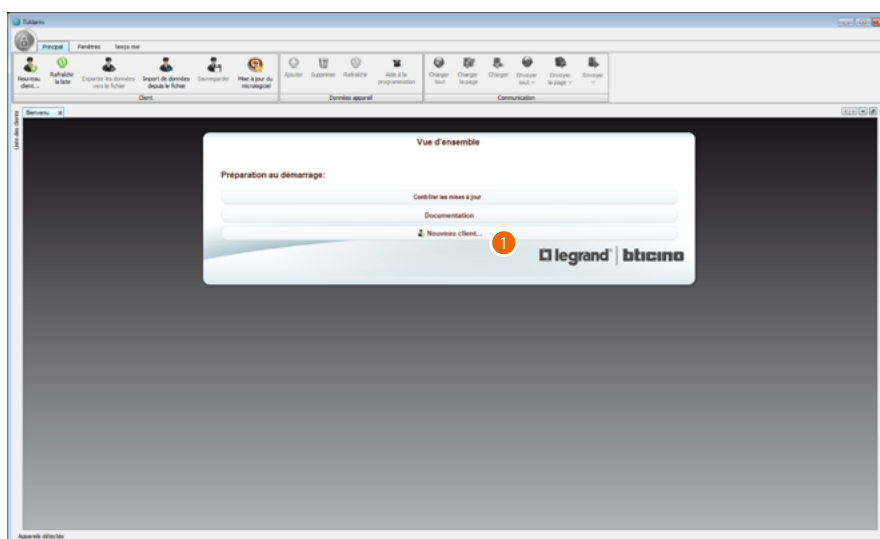 TiAlarm
Principal Fenêtres Temps réel
Nouveau client... Rafraîchir la liste Exporter les données vers le fichier Import de données depuis le fichier Sauvegarder Mise à jour du micrologiciel Ajouter Supprimer Rafraîchir Aide à la programmation Charger tout Charger la page Charger Envoyer tout Envoyer la page Envoyer
Client Données appareil Communication
Liste des clients
Bienvenu
Vue d'ensemble
Préparation au démarrage:
Contrôler les mises à jour
Documentation
Nouveau client...
1
legrand bticino
Appareils détectés